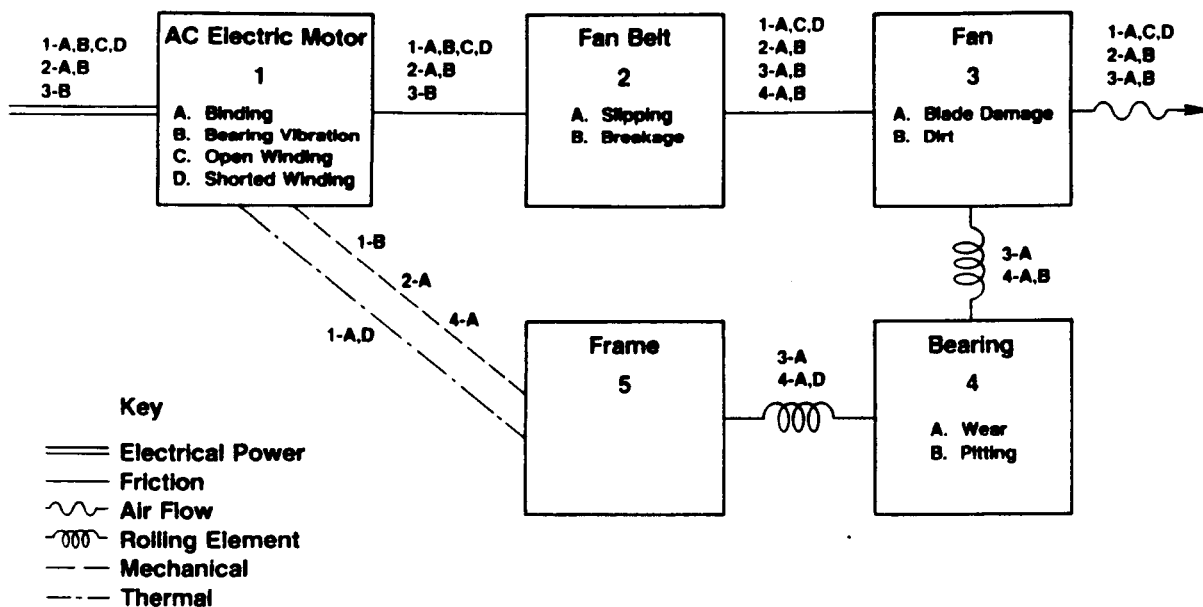 1-A,B,C,D
2-A,B
3-B
AC Electric Motor
1
A. Binding
B. Bearing Vibration
C. Open Winding
D. Shorted Winding
1-A,B,C,D
2-A,B
3-B
Fan Belt
2
A. Slipping
B. Breakage
1-A,B,C,D
2-A,B
3-A,B
4-A,B
Fan
3
A. Blade Damage
B. Dirt
1-A,C,D
2-A,B
3-A,B
1-B
2-A
4-A
1-A,D
3-A
4-A,B
Frame
5
3-A
4-A,D
Bearing
4
A. Wear
B. Pitting
Key
Electrical Power
Friction
Air Flow
Rolling Element
Mechanical
Thermal